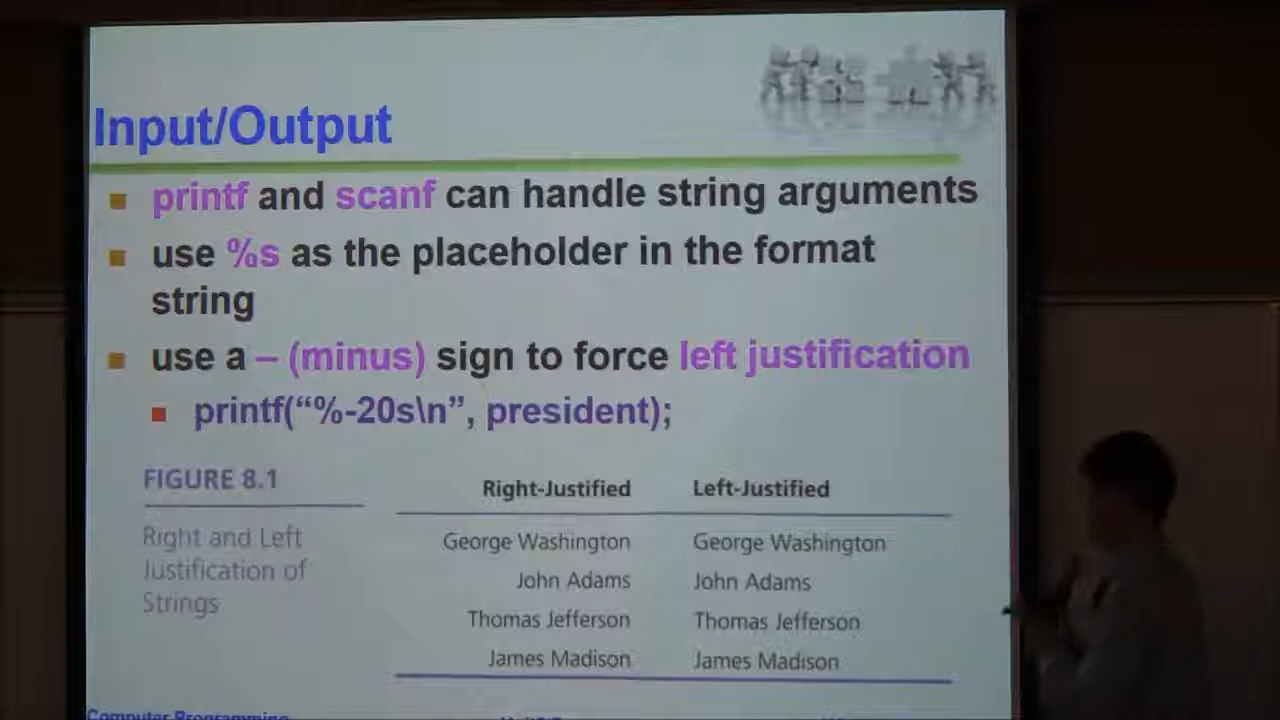 Input/Output
printf and scanf can handle string arguments
use %s as the placeholder in the format
string
use a – (minus) sign to force left justification
printf(“%-20s\n”, president);
FIGURE 8.1
Right and Left
Justification of
Strings
Right-Justified Left-Justified
George Washington George Washington
John Adams John Adams
Thomas Jefferson Thomas Jefferson
James Madison James Madison
Computer Programming